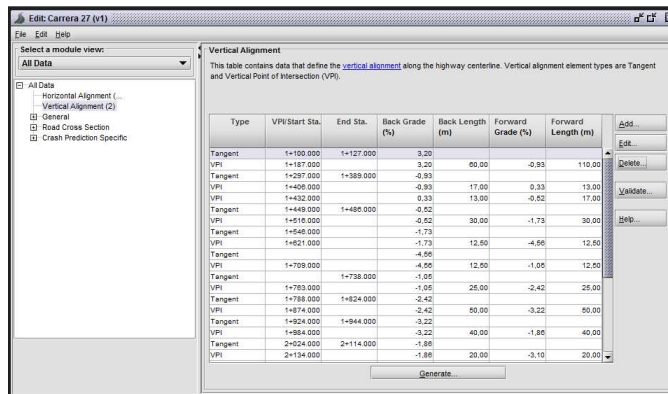 Edit: Carrera 27 (v1)
File Edit Help
Select a module view:
All Data
All Data
Horizontal Alignment (...
Vertical Alignment (2)
General
Road Cross Section
Crash Prediction Specific
Vertical Alignment
This table contains data that define the vertical alignment along the highway centerline. Vertical alignment element types are Tangent
and Vertical Point of Intersection (VPI).
Type VPI/Start Sta. End Sta. Back Grade (%) Back Length (m) Forward Grade (%) Forward Length (m)
Tangent 1+100.000 1+127.000 3,20
VPI 1+187.000 3,20 60,00 -0,93 110,00
Tangent 1+297.000 1+389.000 -0,93
VPI 1+406.000 -0,93 17,00 0,33 13,00
VPI 1+432.000 0,33 13,00 -0,52 17,00
Tangent 1+449.000 1+486.000 -0,52
VPI 1+516.000 -0,52 30,00 -1,73 30,00
Tangent 1+546.000 -1,73
VPI 1+621.000 -1,73 12,50 -4,56 12,50
Tangent -4,56
VPI 1+709.000 -4,56 12,50 -1,05 12,50
Tangent 1+738.000 -1,05
VPI 1+763.000 -1,05 25,00 -2,42 25,00
Tangent 1+788.000 1+824.000 -2,42
VPI 1+874.000 -2,42 50,00 -3,22 50,00
Tangent 1+924.000 1+944.000 -3,22
VPI 1+984.000 -3,22 40,00 -1,86 40,00
Tangent 2+024.000 2+114.000 -1,86
VPI 2+134.000 -1,86 20,00 -3,10 20,00
Add...
Edit...
Delete...
Validate...
Help...
Generate...